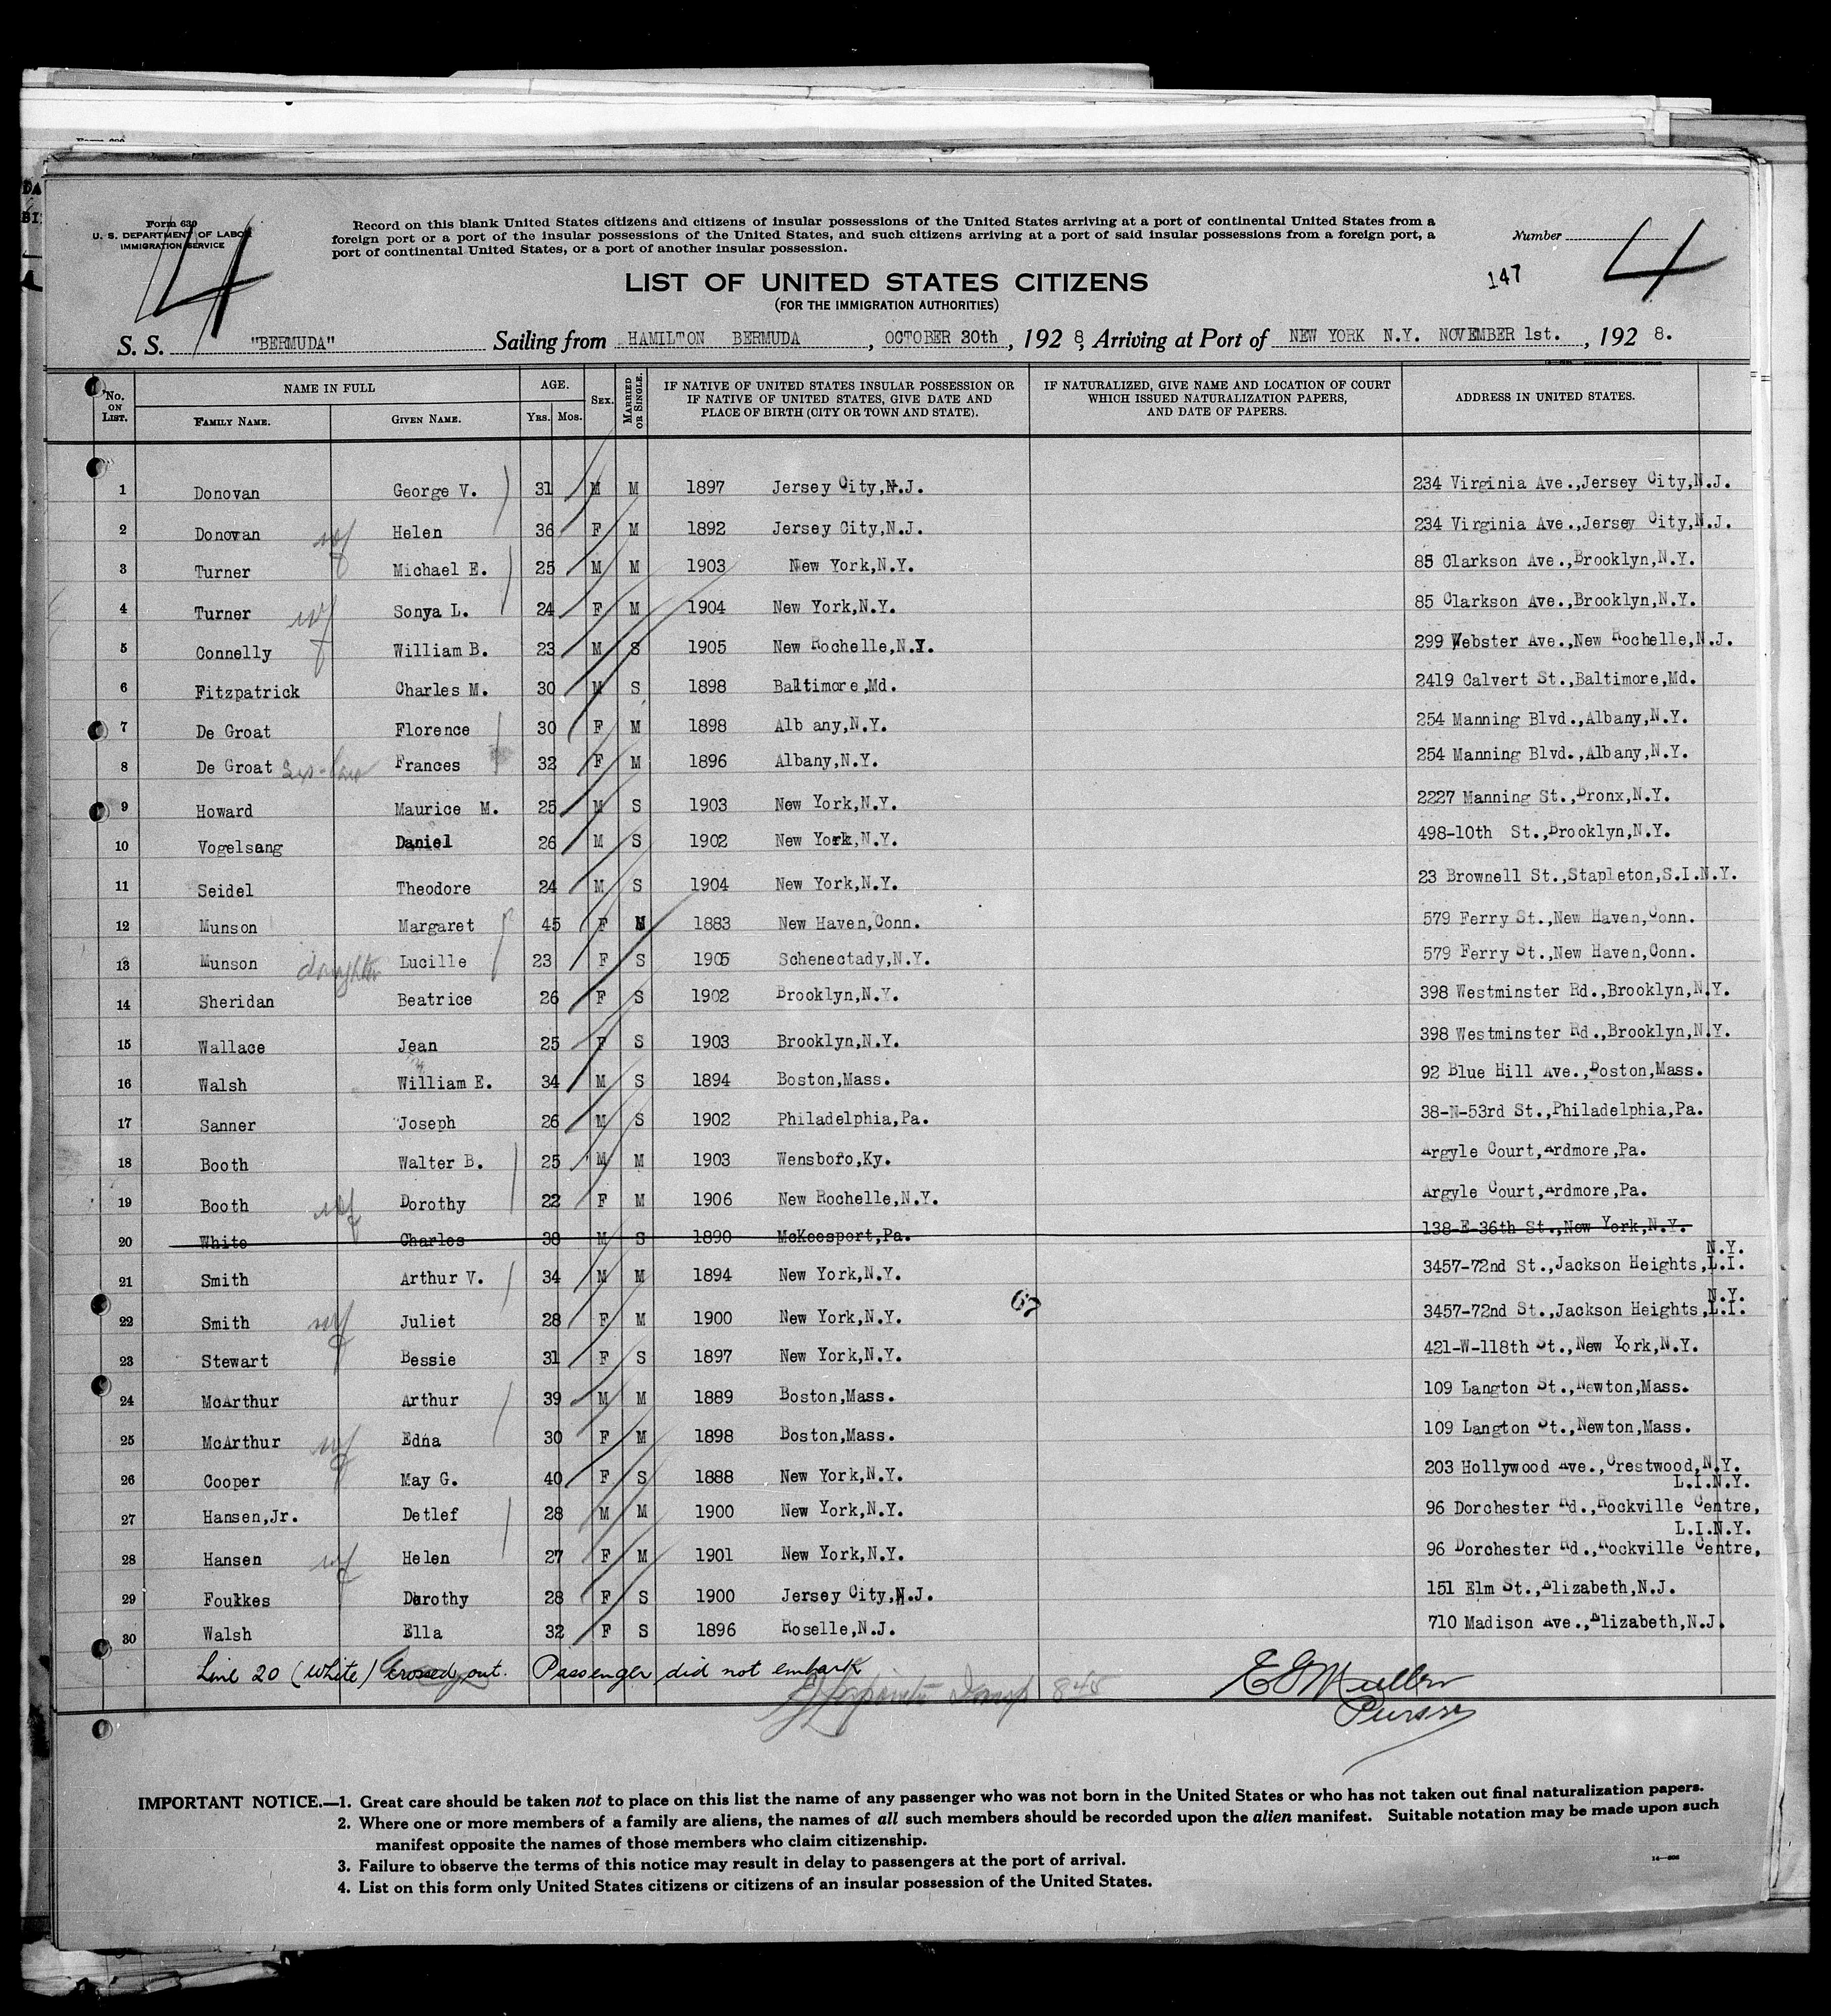 Form 630
U. S. DEPARTMENT OF LABOR
IMMIGRATION SERVICE
4
Record on this blank United States citizens and citizens of insular possessions of the United States arriving at a port of continental United States from a
foreign port or a port of the insular possessions of the United States, and such citizens arriving at a port of said insular possessions from a foreign port, a
port of continental United States, or a port of another insular possession.
Number
4
147
LIST OF UNITED STATES CITIZENS
(FOR THE IMMIGRATION AUTHORITIES)
S. S. "BERMUDA" Sailing from HAMILTON BERMUDA, OCTOBER 30th, 1928, Arriving at Port of NEW YORK N.Y. NOVEMBER 1st., 1928.
No. ON LIST. NAME IN FULL FAMILY NAME. GIVEN NAME. AGE. Yrs. Mos. SEX. MARRIED OR SINGLE. IF NATIVE OF UNITED STATES INSULAR POSSESSION OR IF NATIVE OF UNITED STATES, GIVE DATE AND PLACE OF BIRTH (CITY OR TOWN AND STATE). IF NATURALIZED, GIVE NAME AND LOCATION OF COURT WHICH ISSUED NATURALIZATION PAPERS, AND DATE OF PAPERS. ADDRESS IN UNITED STATES.
1 Donovan George V. 31 M M 1897 Jersey City,N.J. 234 Virginia Ave.,Jersey City,N.J.
2 Donovan wf Helen 36 F M 1892 Jersey City,N.J. 234 Virginia Ave.,Jersey City,N.J.
3 Turner Michael E. 25 M M 1903 New York,N.Y. 85 Clarkson Ave.,Brooklyn,N.Y.
4 Turner wf Sonya L. 24 F M 1904 New York,N.Y. 85 Clarkson Ave.,Brooklyn,N.Y.
5 Connelly William B. 23 M S 1905 New Rochelle,N.Y. 299 Webster Ave.,New Rochelle,N.J.
6 Fitzpatrick Charles M. 30 M S 1898 Baltimore,Md. 2419 Calvert St.,Baltimore,Md.
7 De Groat Florence 30 F M 1898 Alb any,N.Y. 254 Manning Blvd.,Albany,N.Y.
8 De Groat Frances 32 F M 1896 Albany,N.Y. 254 Manning Blvd.,Albany,N.Y.
9 Howard Maurice M. 25 M S 1903 New York,N.Y. 2227 Manning St.,Bronx,N.Y.
10 Vogelsang Daniel 26 M S 1902 New York,N.Y. 498-10th St.,Brooklyn,N.Y.
11 Seidel Theodore 24 M S 1904 New York,N.Y. 23 Brownell St.,Stapleton,S.I.N.Y.
12 Munson Margaret 45 F M 1883 New Haven,Conn. 579 Ferry St.,New Haven,Conn.
13 Munson daughter Lucille 23 F S 1905 Schenectady,N.Y. 579 Ferry St.,New Haven,Conn.
14 Sheridan Beatrice 26 F S 1902 Brooklyn,N.Y. 398 Westminster Rd.,Brooklyn,N.Y.
15 Wallace Jean 25 F S 1903 Brooklyn,N.Y. 398 Westminster Rd.,Brooklyn,N.Y.
16 Walsh William E. 34 M S 1894 Boston,Mass. 92 Blue Hill Ave.,Boston,Mass.
17 Sanner Joseph 26 M S 1902 Philadelphia,Pa. 38-N-53rd St.,Philadelphia,Pa.
18 Booth Walter B. 25 M M 1903 Wensboro,Ky. Argyle Court,Ardmore,Pa.
19 Booth wf Dorothy 22 F M 1906 New Rochelle,N.Y. Argyle Court,Ardmore,Pa.
20 White Charles 38 M S 1890 McKeesport,Pa. 138-E-36th St.,New York,N.Y.
21 Smith Arthur V. 34 M M 1894 New York,N.Y. 3457-72nd St.,Jackson Heights,L.I. N.Y.
22 Smith wf Juliet 28 F M 1900 New York,N.Y. 3457-72nd St.,Jackson Heights,L.I. N.Y.
67
23 Stewart Bessie 31 F S 1897 New York,N.Y. 421-W-118th St.,New York,N.Y.
24 McArthur Arthur 39 M M 1889 Boston,Mass. 109 Langton St.,Newton,Mass.
25 McArthur wf Edna 30 F M 1898 Boston,Mass. 109 Langton St.,Newton,Mass.
26 Cooper May G. 40 F S 1888 New York,N.Y. 203 Hollywood Ave.,Crestwood,N.Y.
27 Hansen,Jr. Detlef 28 M M 1900 New York,N.Y. 96 Dorchester Rd.,Rockville Centre, L.I.N.Y.
28 Hansen wf Helen 27 F M 1901 New York,N.Y. 96 Dorchester Rd.,Rockville Centre, L.I.N.Y.
29 Foulkes Dorothy 28 F S 1900 Jersey City,N.J. 151 Elm St.,Elizabeth,N.J.
30 Walsh Ella 32 F S 1896 Roselle,N.J. 710 Madison Ave.,Elizabeth,N.J.
Line 20 (White) crossed out. Passenger did not embark
845
E G Muller
Purser
IMPORTANT NOTICE.—1. Great care should be taken not to place on this list the name of any passenger who was not born in the United States or who has not taken out final naturalization papers.
2. Where one or more members of a family are aliens, the names of all such members should be recorded upon the alien manifest. Suitable notation may be made upon such
manifest opposite the names of those members who claim citizenship.
3. Failure to observe the terms of this notice may result in delay to passengers at the port of arrival.
4. List on this form only United States citizens or citizens of an insular possession of the United States.